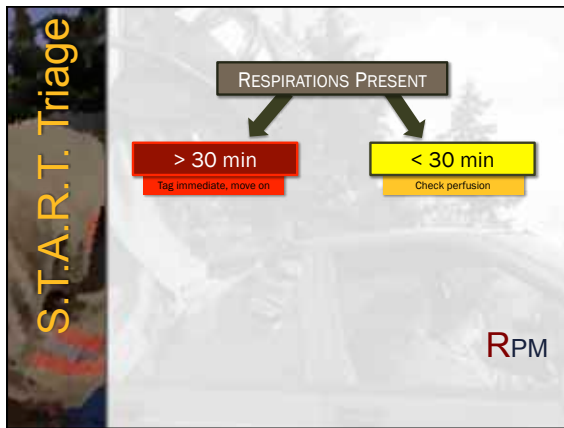 S.T.A.R.T. Triage
RESPIRATIONS PRESENT
> 30 min
Tag immediate, move on
< 30 min
Check perfusion
RPM